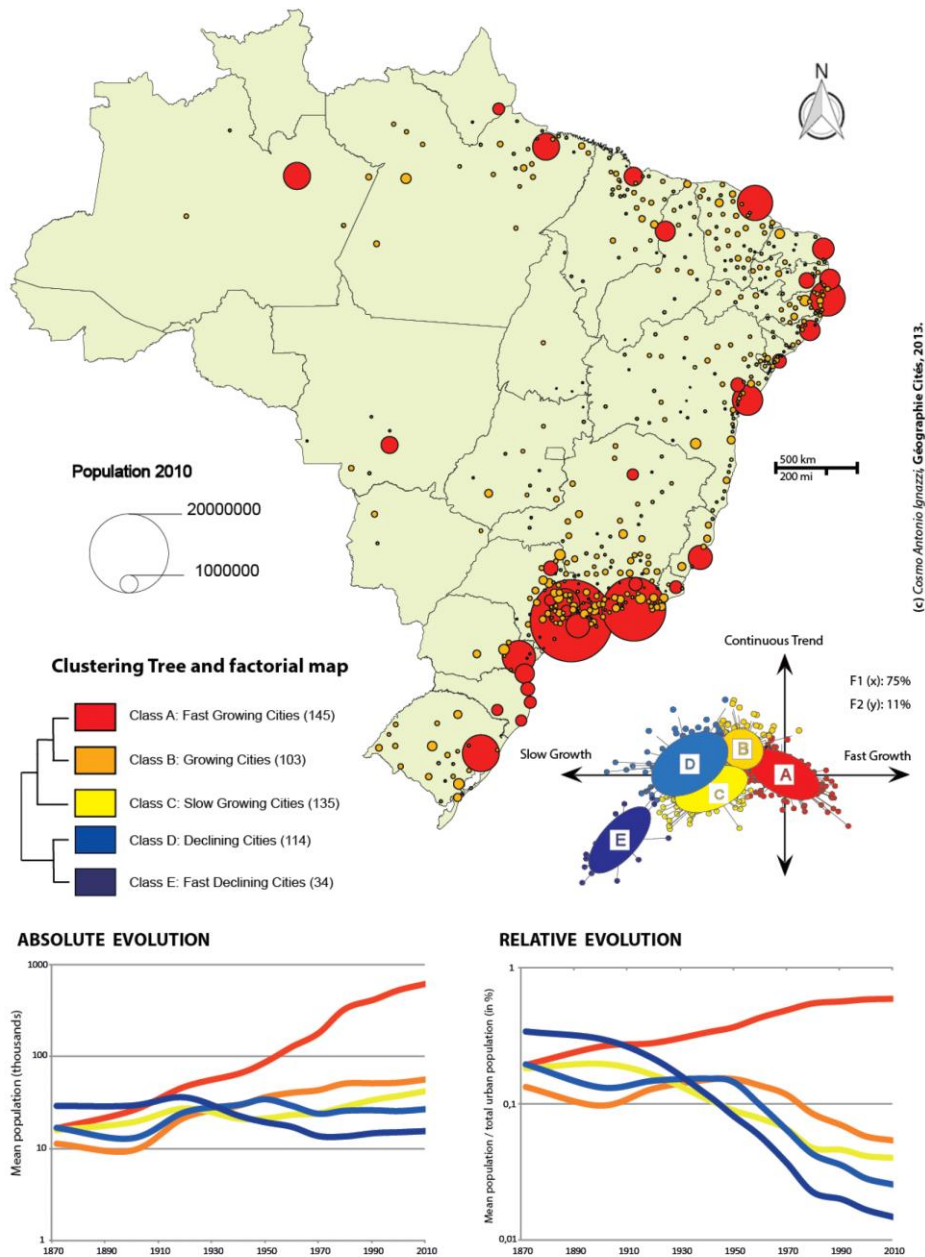 N
500 km
200 mi
(c) Cosmo Antonio Ignazzi, Géographie Cités, 2013.
Population 2010
20000000
1000000
Clustering Tree and factorial map
Class A: Fast Growing Cities (145)
Class B: Growing Cities (103)
Class C: Slow Growing Cities (135)
Class D: Declining Cities (114)
Class E: Fast Declining Cities (34)
Continuous Trend
F1 (x): 75%
F2 (y): 11%
Slow Growth
Fast Growth
A
B
C
D
E
ABSOLUTE EVOLUTION
Mean population (thousands)
1000
100
10
1
1870 1890 1910 1930 1950 1970 1990 2010
RELATIVE EVOLUTION
Mean population / total urban population (in %)
1
0,1
0,01
1870 1890 1910 1930 1950 1970 1990 2010